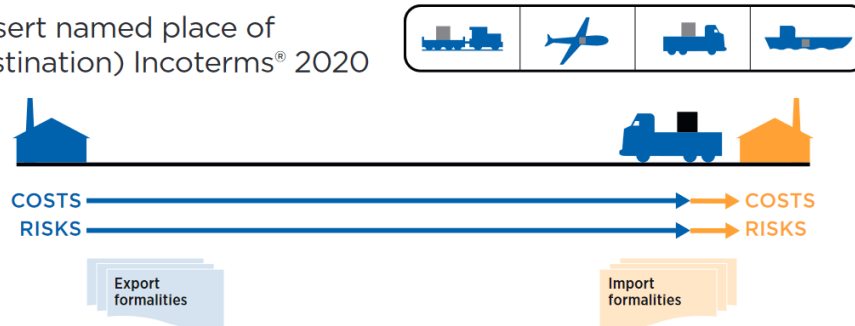 sert named place of
stination) Incoterms® 2020
COSTS COSTS
RISKS RISKS
Export
formalities
Import
formalities